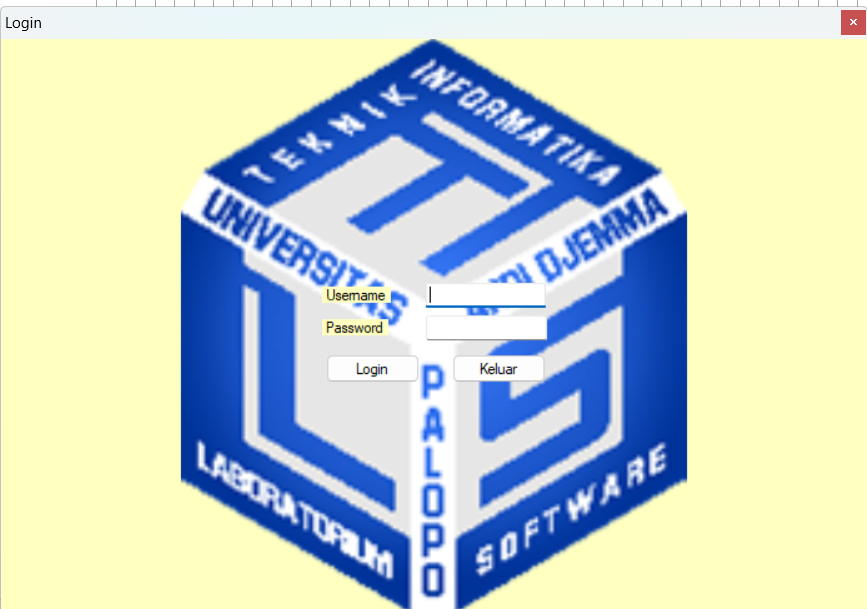 Login
TEKNIK INFORMATIKA
UNIVERSITAS
DJEMMA
Username
Password
Login
Keluar
PALOPO
LABORATORIUM
SOFTWARE